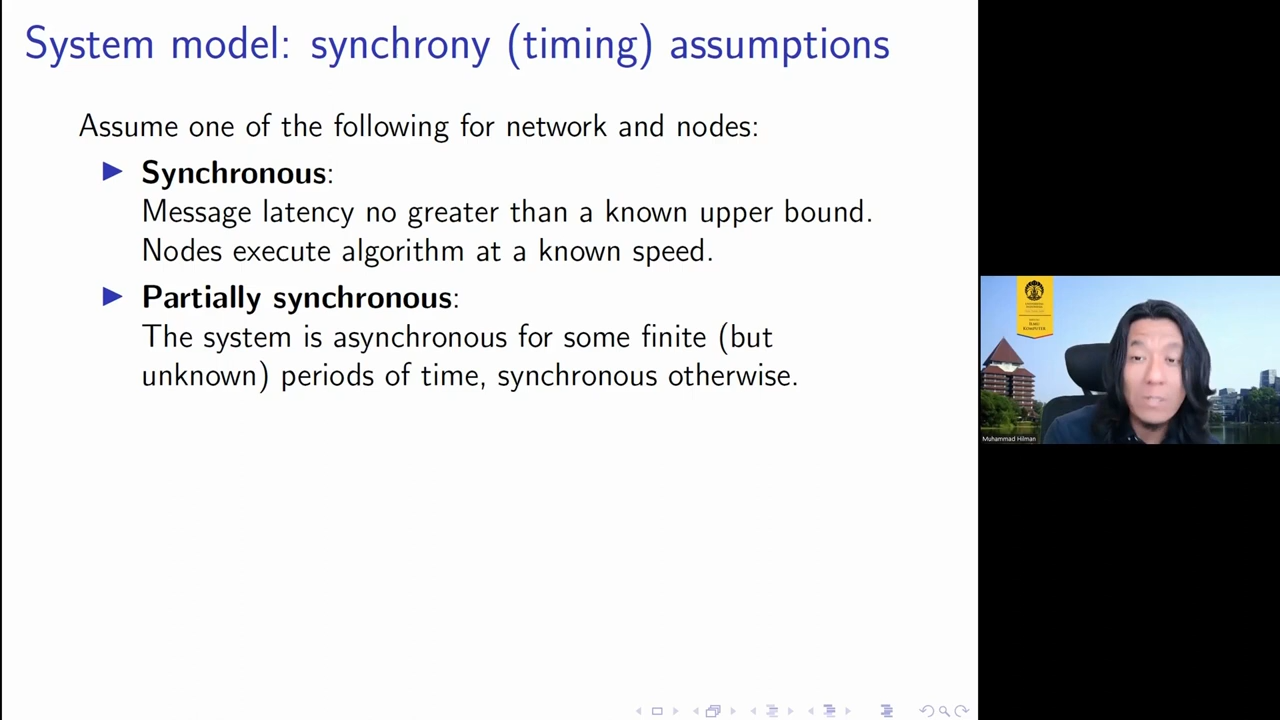 System model: synchrony (timing) assumptions
Assume one of the following for network and nodes:
Synchronous:
Message latency no greater than a known upper bound.
Nodes execute algorithm at a known speed.
Partially synchronous:
The system is asynchronous for some finite (but
unknown) periods of time, synchronous otherwise.
ILMU
KOMPUTER
Muhammad Hilman